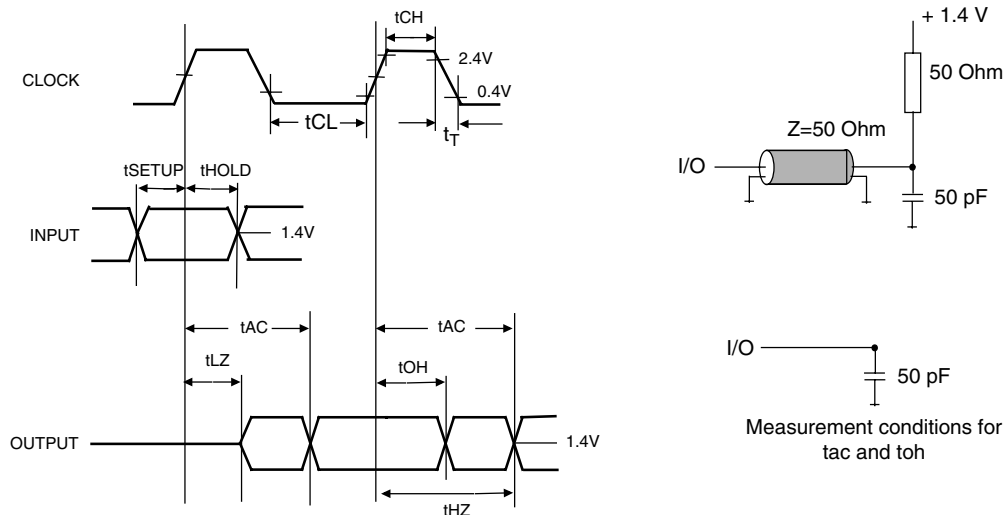 tCH
CLOCK
2.4V
0.4V
tCL
tT
tSETUP
tHOLD
INPUT
1.4V
tAC
tAC
tLZ
tOH
OUTPUT
1.4V
tHZ
+ 1.4 V
50 Ohm
Z=50 Ohm
I/O
50 pF
I/O
50 pF
Measurement conditions for
tac and toh